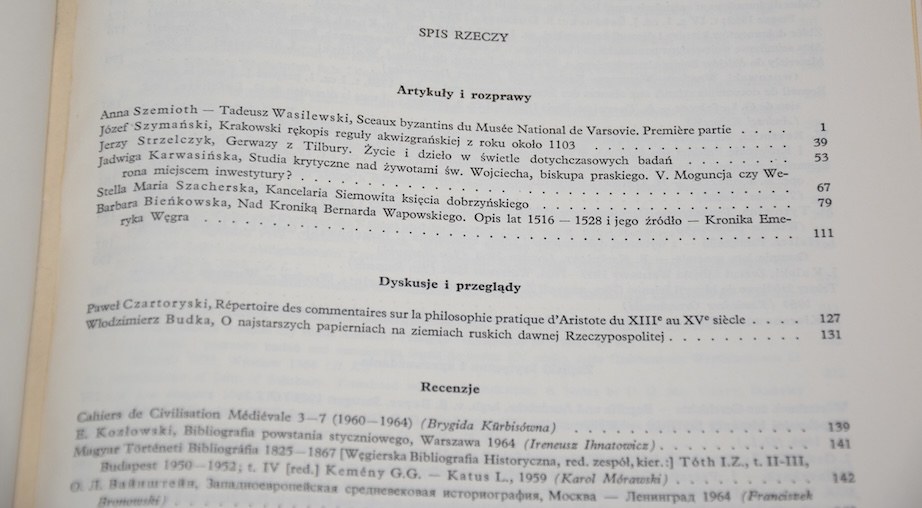 SPIS RZECZY
Artykuły i rozprawy
Anna Szemioth — Tadeusz Wasilewski, Sceaux byzantins du Musée National de Varsovie. Première partie . . . . 1
Józef Szymański, Krakowski rękopis reguły akwizgrańskiej z roku około 1103 . . . . . . . . . . . . . . 39
Jerzy Strzelczyk, Gerwazy z Tilbury. Życie i dzieło w świetle dotychczasowych badań . . . . . . . . 53
Jadwiga Karwasińska, Studia krytyczne nad żywotami św. Wojciecha, biskupa praskiego. V. Moguncja czy We-
rona miejscem inwestytury? . . . . . . . . . . . . . . . . . . . . . . . . . . . . . . . . 67
Stella Maria Szacherska, Kancelaria Siemowita księcia dobrzyńskiego . . . . . . . . . . . . . . . . . 79
Barbara Bieńkowska, Nad Kroniką Bernarda Wapowskiego. Opis lat 1516 — 1528 i jego źródło — Kronika Eme-
ryka Węgra . . . . . . . . . . . . . . . . . . . . . . . . . . . . . . . . . . . . . . . 111
Dyskusje i przeglądy
Paweł Czartoryski, Répertoire des commentaires sur la philosophie pratique d'Aristote du XIIIe au XVe siècle . . . . 127
Włodzimierz Budka, O najstarszych papierniach na ziemiach ruskich dawnej Rzeczypospolitej . . . . . . . . . . 131
Recenzje
Cahiers de Civilisation Médiévale 3—7 (1960—1964) (Brygida Kürbisówna) . . . . . . . . . . . . . . . . 139
E. Kozłowski, Bibliografia powstania styczniowego, Warszawa 1964 (Ireneusz Ihnatowicz) . . . . . . . . . . . 141
Magyar Történeti Bibliográfia 1825—1867 [Węgierska Bibliografia Historyczna, red. zespół, kier.:] Tóth I.Z., t. II-III,
Budapest 1950—1952; t. IV [red.] Kemény G.G. — Katus L., 1959 (Karol Mórawski) . . . . . . . . . . . 142
О. Л. Вайнштейн, Западноевропейская средневековая историография, Москва — Ленинград 1964 (Franciszek
Bronowski) . . . . . . . . . . . . . . . . . . . . . . . . . . . .